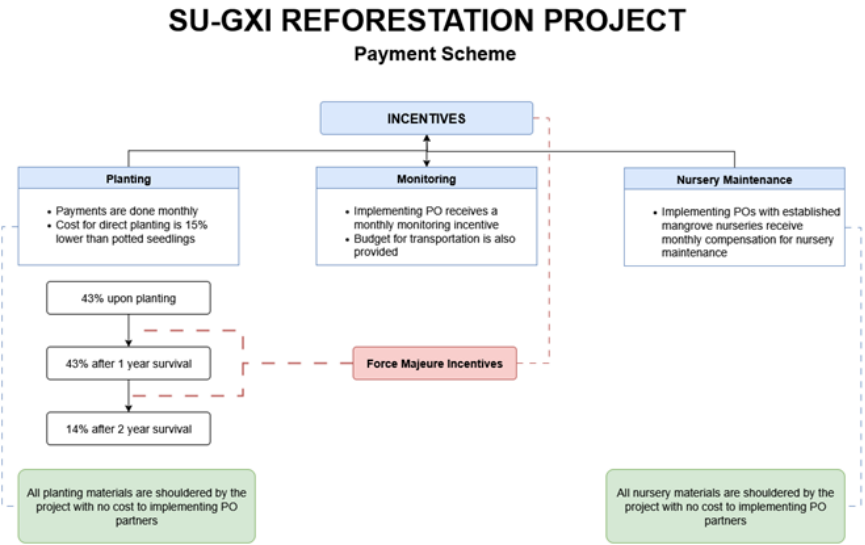 SU-GXI REFORESTATION PROJECT
Payment Scheme
INCENTIVES
Planting
• Payments are done monthly
• Cost for direct planting is 15%
lower than potted seedlings
Monitoring
• Implementing PO receives a
monthly monitoring incentive
• Budget for transportation is also
provided
Nursery Maintenance
• Implementing POs with established
mangrove nurseries receive
monthly compensation for nursery
maintenance
43% upon planting
43% after 1 year survival
Force Majeure Incentives
14% after 2 year survival
All planting materials are shouldered by the
project with no cost to implementing PO
partners
All nursery materials are shouldered by the
project with no cost to implementing PO
partners